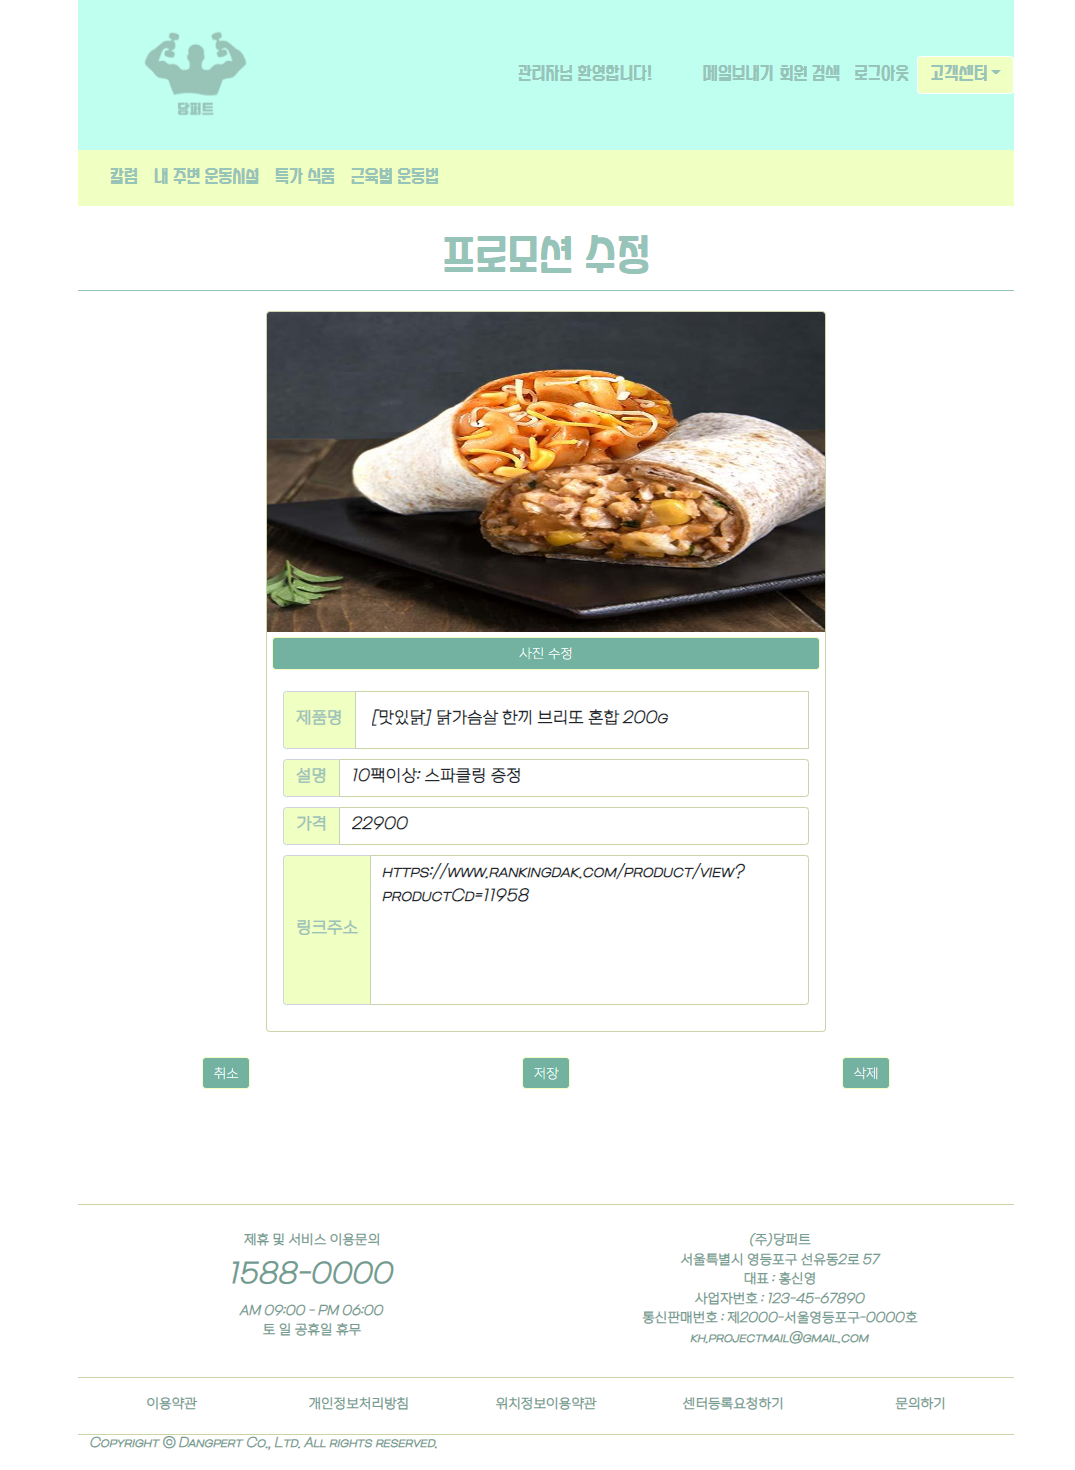 당퍼트
관리자님 환영합니다!
메일보내기 회원 검색 로그아웃 고객센터
칼럼 내 주변 운동시설 특가 식품 근육별 운동법
프로모션 수정
사진 수정
제품명 [맛있닭] 닭가슴살 한끼 브리또 혼합 200g
설명 10팩이상: 스파클링 증정
가격 22900
링크주소 https://www.rankingdak.com/product/view?
productCd=11958
취소 저장 삭제
제휴 및 서비스 이용문의
1588-0000
AM 09:00 - PM 06:00
토 일 공휴일 휴무
(주)당퍼트
서울특별시 영등포구 선유동2로 57
대표 : 홍신영
사업자번호 : 123-45-67890
통신판매번호 : 제2000-서울영등포구-0000호
kh.projectmail@gmail.com
이용약관 개인정보처리방침 위치정보이용약관 센터등록요청하기 문의하기
Copyright ⓒ Dangpert Co., Ltd. All rights reserved.